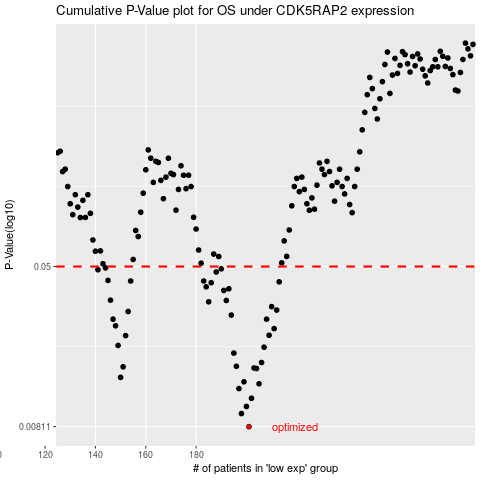 Cumulative P-Value plot for OS under CDK5RAP2 expression
P-Value(log10)
0.05
0.00811
optimized
0 120 140 160 180
# of patients in 'low exp' group